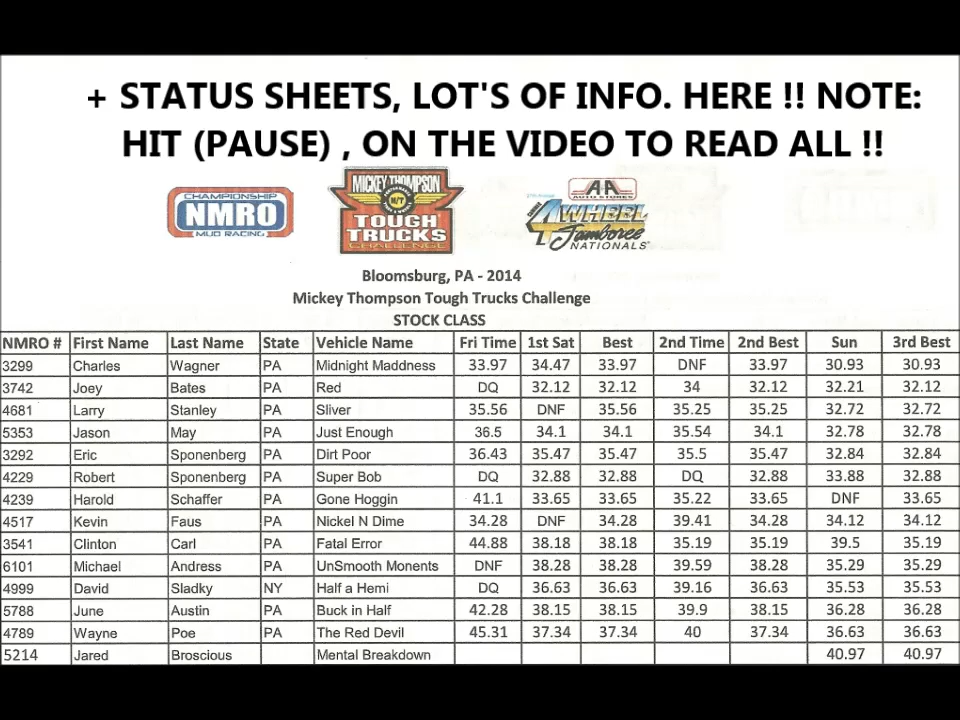 + STATUS SHEETS, LOT'S OF INFO. HERE !! NOTE:
HIT (PAUSE) , ON THE VIDEO TO READ ALL !!
CHAMPIONSHIP
NMRO
MUD RACING
MICKEY THOMPSON
M/T
TOUGH
TRUCKS
CHALLENGE
AUTO STORES
4WHEEL
Jamboree
NATIONALS
Bloomsburg, PA - 2014
Mickey Thompson Tough Trucks Challenge
STOCK CLASS
NMRO # First Name Last Name State Vehicle Name Fri Time 1st Sat Best 2nd Time 2nd Best Sun 3rd Best
3299 Charles Wagner PA Midnight Maddness 33.97 34.47 33.97 DNF 33.97 30.93 30.93
3742 Joey Bates PA Red DQ 32.12 32.12 34 32.12 32.21 32.12
4681 Larry Stanley PA Sliver 35.56 DNF 35.56 35.25 35.25 32.72 32.72
5353 Jason May PA Just Enough 36.5 34.1 34.1 35.54 34.1 32.78 32.78
3292 Eric Sponenberg PA Dirt Poor 36.43 35.47 35.47 35.5 35.47 32.84 32.84
4229 Robert Sponenberg PA Super Bob DQ 32.88 32.88 DQ 32.88 33.88 32.88
4239 Harold Schaffer PA Gone Hoggin 41.1 33.65 33.65 35.22 33.65 DNF 33.65
4517 Kevin Faus PA Nickel N Dime 34.28 DNF 34.28 39.41 34.28 34.12 34.12
3541 Clinton Carl PA Fatal Error 44.88 38.18 38.18 35.19 35.19 39.5 35.19
6101 Michael Andress PA UnSmooth Monents DNF 38.28 38.28 39.59 38.28 35.29 35.29
4999 David Sladky NY Half a Hemi DQ 36.63 36.63 39.16 36.63 35.53 35.53
5788 June Austin PA Buck in Half 42.28 38.15 38.15 39.9 38.15 36.28 36.28
4789 Wayne Poe PA The Red Devil 45.31 37.34 37.34 40 37.34 36.63 36.63
5214 Jared Broscious Mental Breakdown 40.97 40.97